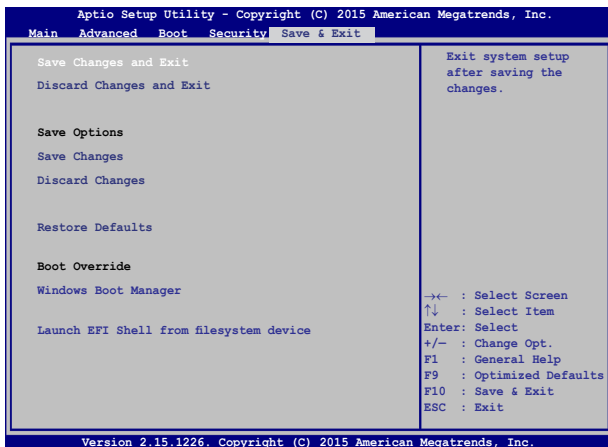 Aptio Setup Utility - Copyright (C) 2015 American Megatrends, Inc.
Main Advanced Boot Security Save & Exit
Save Changes and Exit
Discard Changes and Exit
Save Options
Save Changes
Discard Changes
Restore Defaults
Boot Override
Windows Boot Manager
Launch EFI Shell from filesystem device
Exit system setup
after saving the
changes.
→← : Select Screen
↑↓ : Select Item
Enter: Select
+/— : Change Opt.
F1 : General Help
F9 : Optimized Defaults
F10 : Save & Exit
ESC : Exit
Version 2.15.1226. Copyright (C) 2015 American Megatrends, Inc.